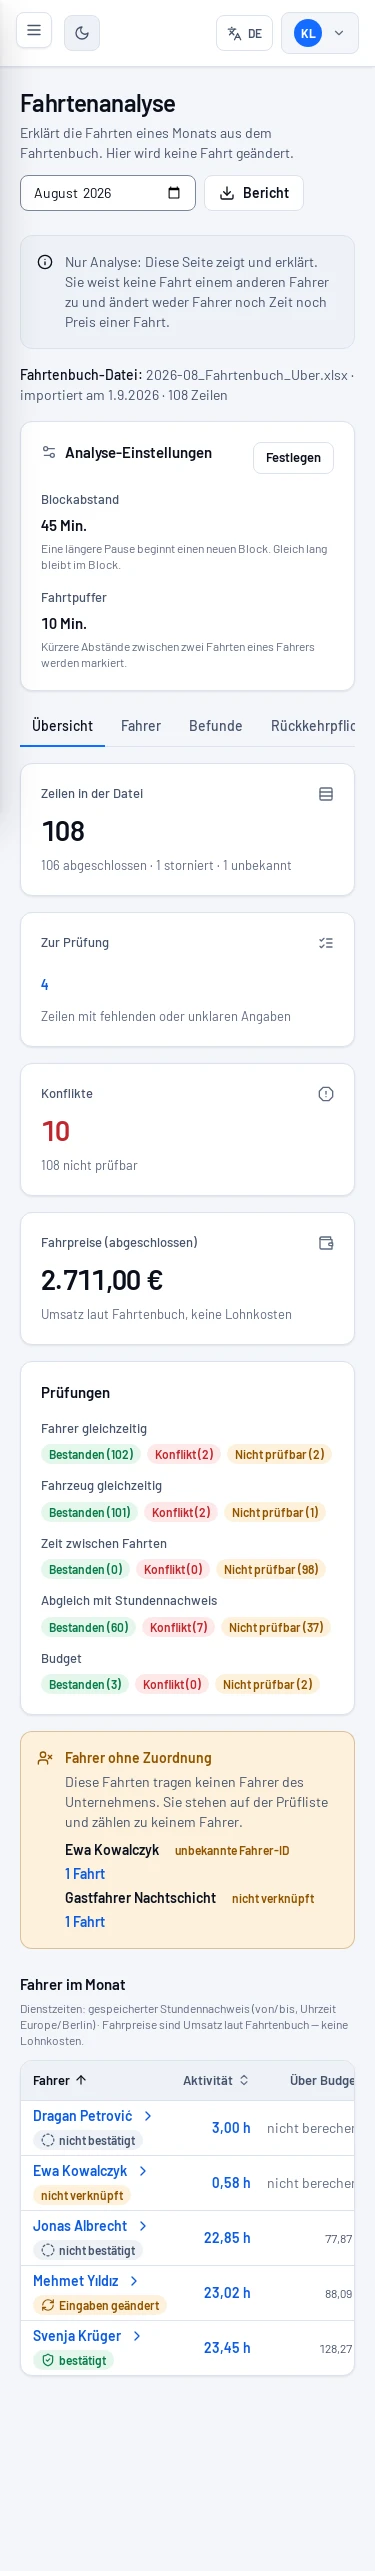 DE
KL
Fahrtenanalyse
Erklärt die Fahrten eines Monats aus dem
Fahrtenbuch. Hier wird keine Fahrt geändert.
August 2026
Bericht
Nur Analyse: Diese Seite zeigt und erklärt.
Sie weist keine Fahrt einem anderen Fahrer
zu und ändert weder Fahrer noch Zeit noch
Preis einer Fahrt.
Fahrtenbuch-Datei: 2026-08_Fahrtenbuch_Uber.xlsx ·
importiert am 1.9.2026 · 108 Zeilen
Analyse-Einstellungen
Festlegen
Blockabstand
45 Min.
Eine längere Pause beginnt einen neuen Block. Gleich lang
bleibt im Block.
Fahrtpuffer
10 Min.
Kürzere Abstände zwischen zwei Fahrten eines Fahrers
werden markiert.
Übersicht Fahrer Befunde Rückkehrpflic
Zeilen in der Datei
108
106 abgeschlossen · 1 storniert · 1 unbekannt
Zur Prüfung
4
Zeilen mit fehlenden oder unklaren Angaben
Konflikte
10
108 nicht prüfbar
Fahrpreise (abgeschlossen)
2.711,00 €
Umsatz laut Fahrtenbuch, keine Lohnkosten
Prüfungen
Fahrer gleichzeitig
Bestanden (102) Konflikt (2) Nicht prüfbar (2)
Fahrzeug gleichzeitig
Bestanden (101) Konflikt (2) Nicht prüfbar (1)
Zeit zwischen Fahrten
Bestanden (0) Konflikt (0) Nicht prüfbar (98)
Abgleich mit Stundennachweis
Bestanden (60) Konflikt (7) Nicht prüfbar (37)
Budget
Bestanden (3) Konflikt (0) Nicht prüfbar (2)
Fahrer ohne Zuordnung
Diese Fahrten tragen keinen Fahrer des
Unternehmens. Sie stehen auf der Prüfliste
und zählen zu keinem Fahrer.
Ewa Kowalczyk unbekannte Fahrer-ID
1 Fahrt
Gastfahrer Nachtschicht nicht verknüpft
1 Fahrt
Fahrer im Monat
Dienstzeiten: gespeicherter Stundennachweis (von/bis, Uhrzeit
Europe/Berlin) · Fahrpreise sind Umsatz laut Fahrtenbuch — keine
Lohnkosten.
Fahrer Aktivität Über Budge
Dragan Petrović 3,00 h nicht berechen
nicht bestätigt
Ewa Kowalczyk 0,58 h nicht berechen
nicht verknüpft
Jonas Albrecht 22,85 h 77,87
nicht bestätigt
Mehmet Yıldız 23,02 h 88,09
Eingaben geändert
Svenja Krüger 23,45 h 128,27
bestätigt